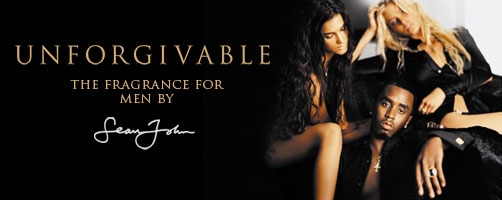 UNFORGIVABLE
THE FRAGRANCE FOR
MEN BY
Sean John